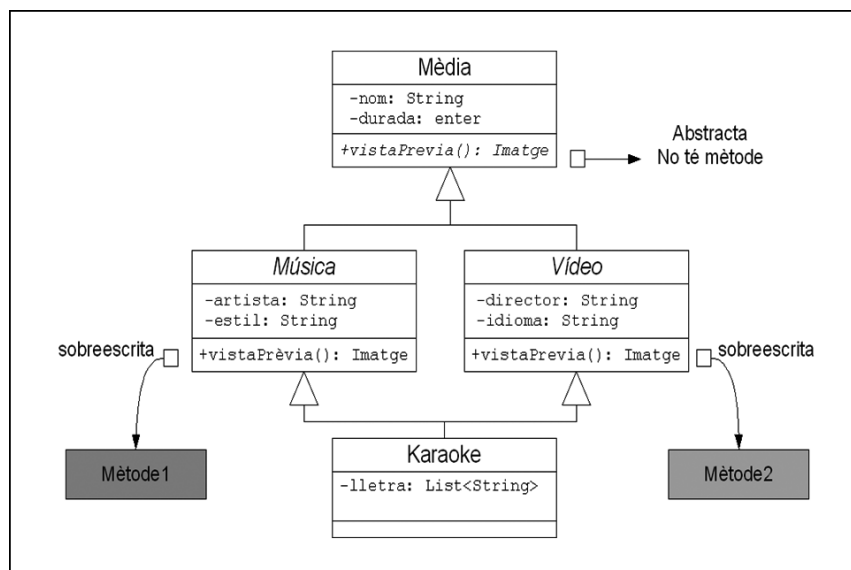 Mèdia
-nom: String
-durada: enter
+vistaPrevia(): Imatge
Abstracta
No té mètode
Música
-artista: String
-estil: String
+vistaPrèvia(): Imatge
Vídeo
-director: String
-idioma: String
+vistaPrevia(): Imatge
sobreescrita
sobreescrita
Mètode1
Karaoke
-lletra: List<String>
Mètode2